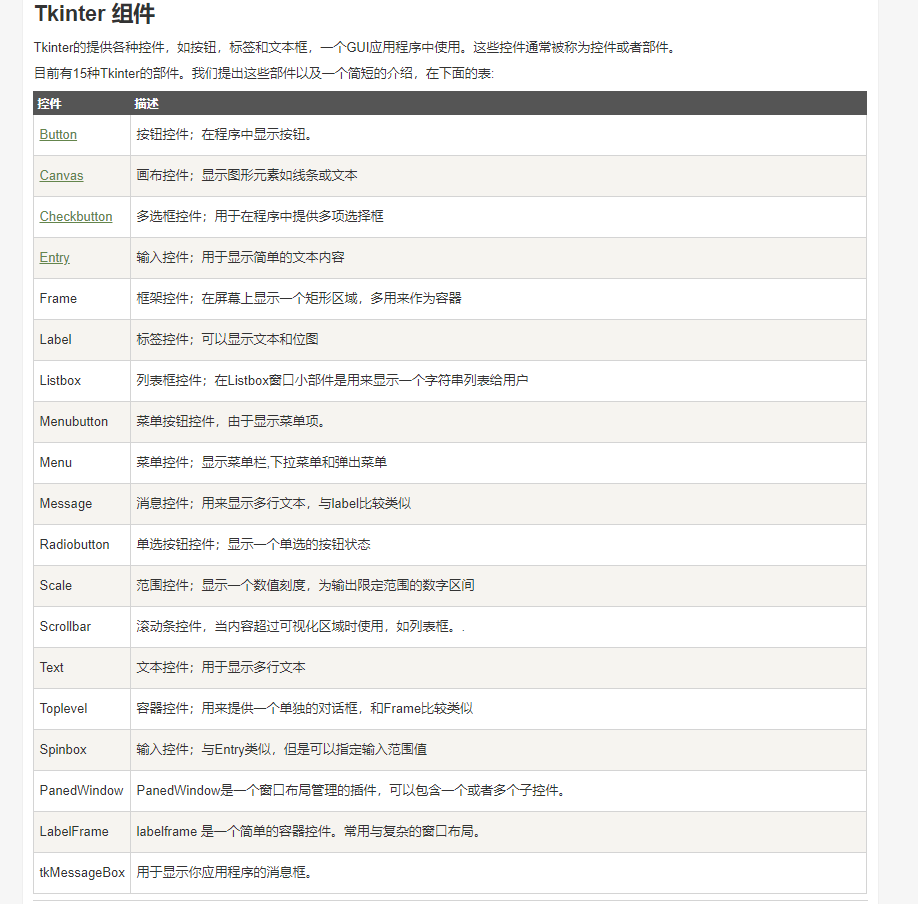 Tkinter 组件
Tkinter的提供各种控件，如按钮，标签和文本框，一个GUI应用程序中使用。这些控件通常被称为控件或者部件。
目前有15种Tkinter的部件。我们提出这些部件以及一个简短的介绍，在下面的表:
控件 描述
Button 按钮控件；在程序中显示按钮。
Canvas 画布控件；显示图形元素如线条或文本
Checkbutton 多选框控件；用于在程序中提供多项选择框
Entry 输入控件；用于显示简单的文本内容
Frame 框架控件；在屏幕上显示一个矩形区域，多用来作为容器
Label 标签控件；可以显示文本和位图
Listbox 列表框控件；在Listbox窗口小部件是用来显示一个字符串列表给用户
Menubutton 菜单按钮控件，由于显示菜单项。
Menu 菜单控件；显示菜单栏,下拉菜单和弹出菜单
Message 消息控件；用来显示多行文本，与label比较类似
Radiobutton 单选按钮控件；显示一个单选的按钮状态
Scale 范围控件；显示一个数值刻度，为输出限定范围的数字区间
Scrollbar 滚动条控件，当内容超过可视化区域时使用，如列表框。.
Text 文本控件；用于显示多行文本
Toplevel 容器控件；用来提供一个单独的对话框，和Frame比较类似
Spinbox 输入控件；与Entry类似，但是可以指定输入范围值
PanedWindow PanedWindow是一个窗口布局管理的插件，可以包含一个或者多个子控件。
LabelFrame labelframe 是一个简单的容器控件。常用与复杂的窗口布局。
tkMessageBox 用于显示你应用程序的消息框。